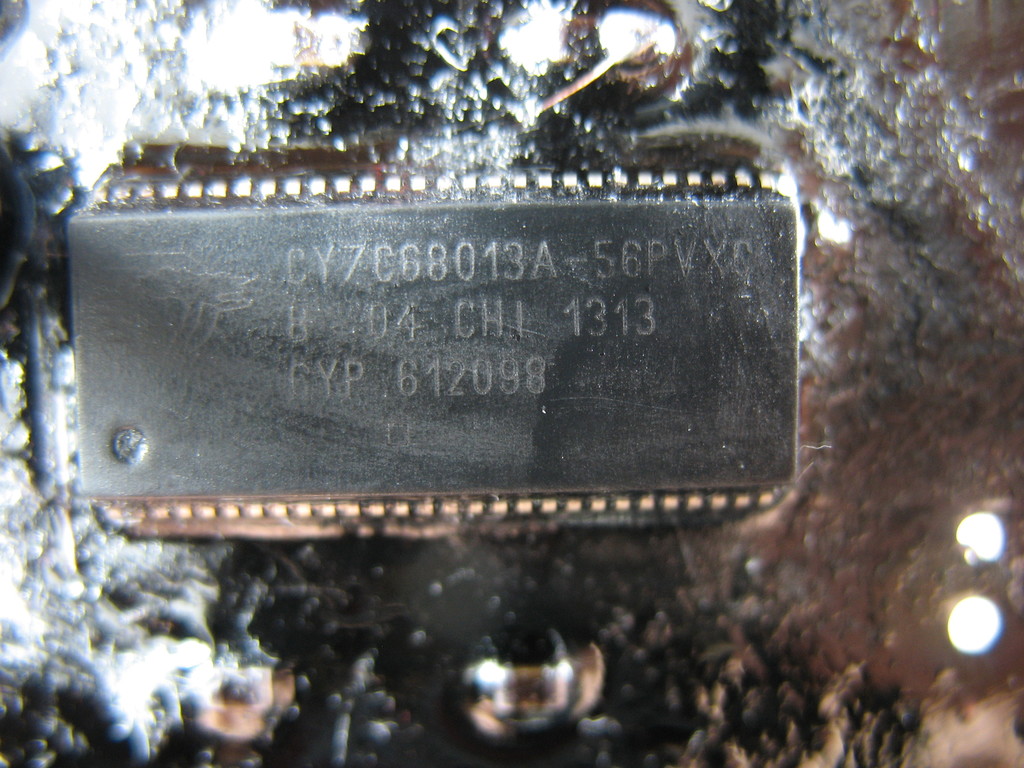 CY7C68013A-56PVXC
B 04 CHI 1313
CYP 612098